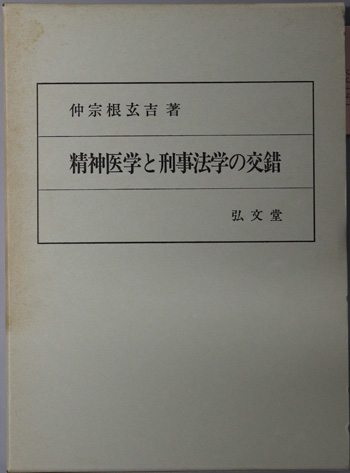 仲宗根玄吉著
精神医学と刑事法学の交錯
弘文堂